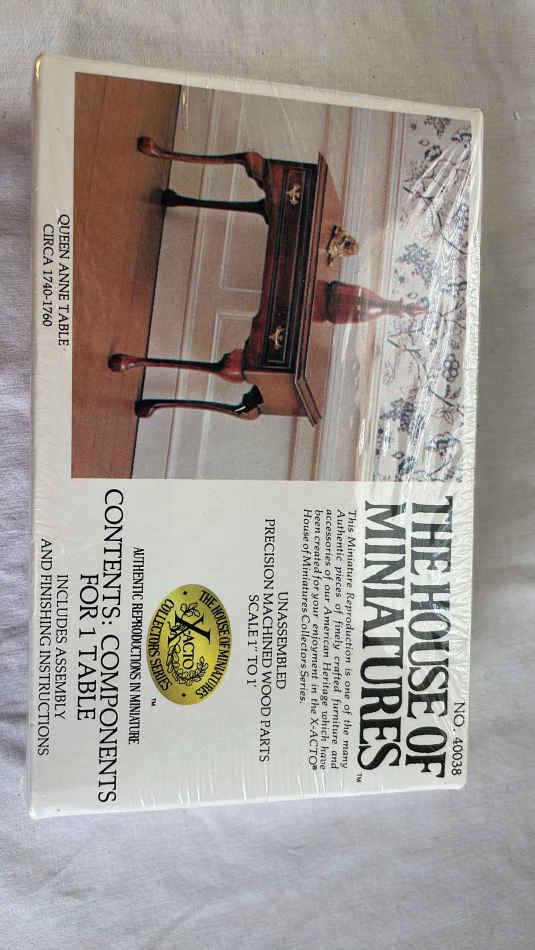 NO. 40038
THE HOUSE OF
MINIATURES™
This Miniature Reproduction is one of the many
Authentic pieces of finely crafted furniture and
accessories of our American Heritage which have
been created for your enjoyment in the X-ACTO®
House of Miniatures Collectors Series.
UNASSEMBLED
PRECISION MACHINED WOOD PARTS
SCALE 1" TO 1'
THE HOUSE OF MINIATURES
X-ACTO
COLLECTORS SERIES
™
AUTHENTIC REPRODUCTIONS IN MINIATURE
CONTENTS: COMPONENTS
FOR 1 TABLE
INCLUDES ASSEMBLY
AND FINISHING INSTRUCTIONS
QUEEN ANNE TABLE
CIRCA 1740-1760